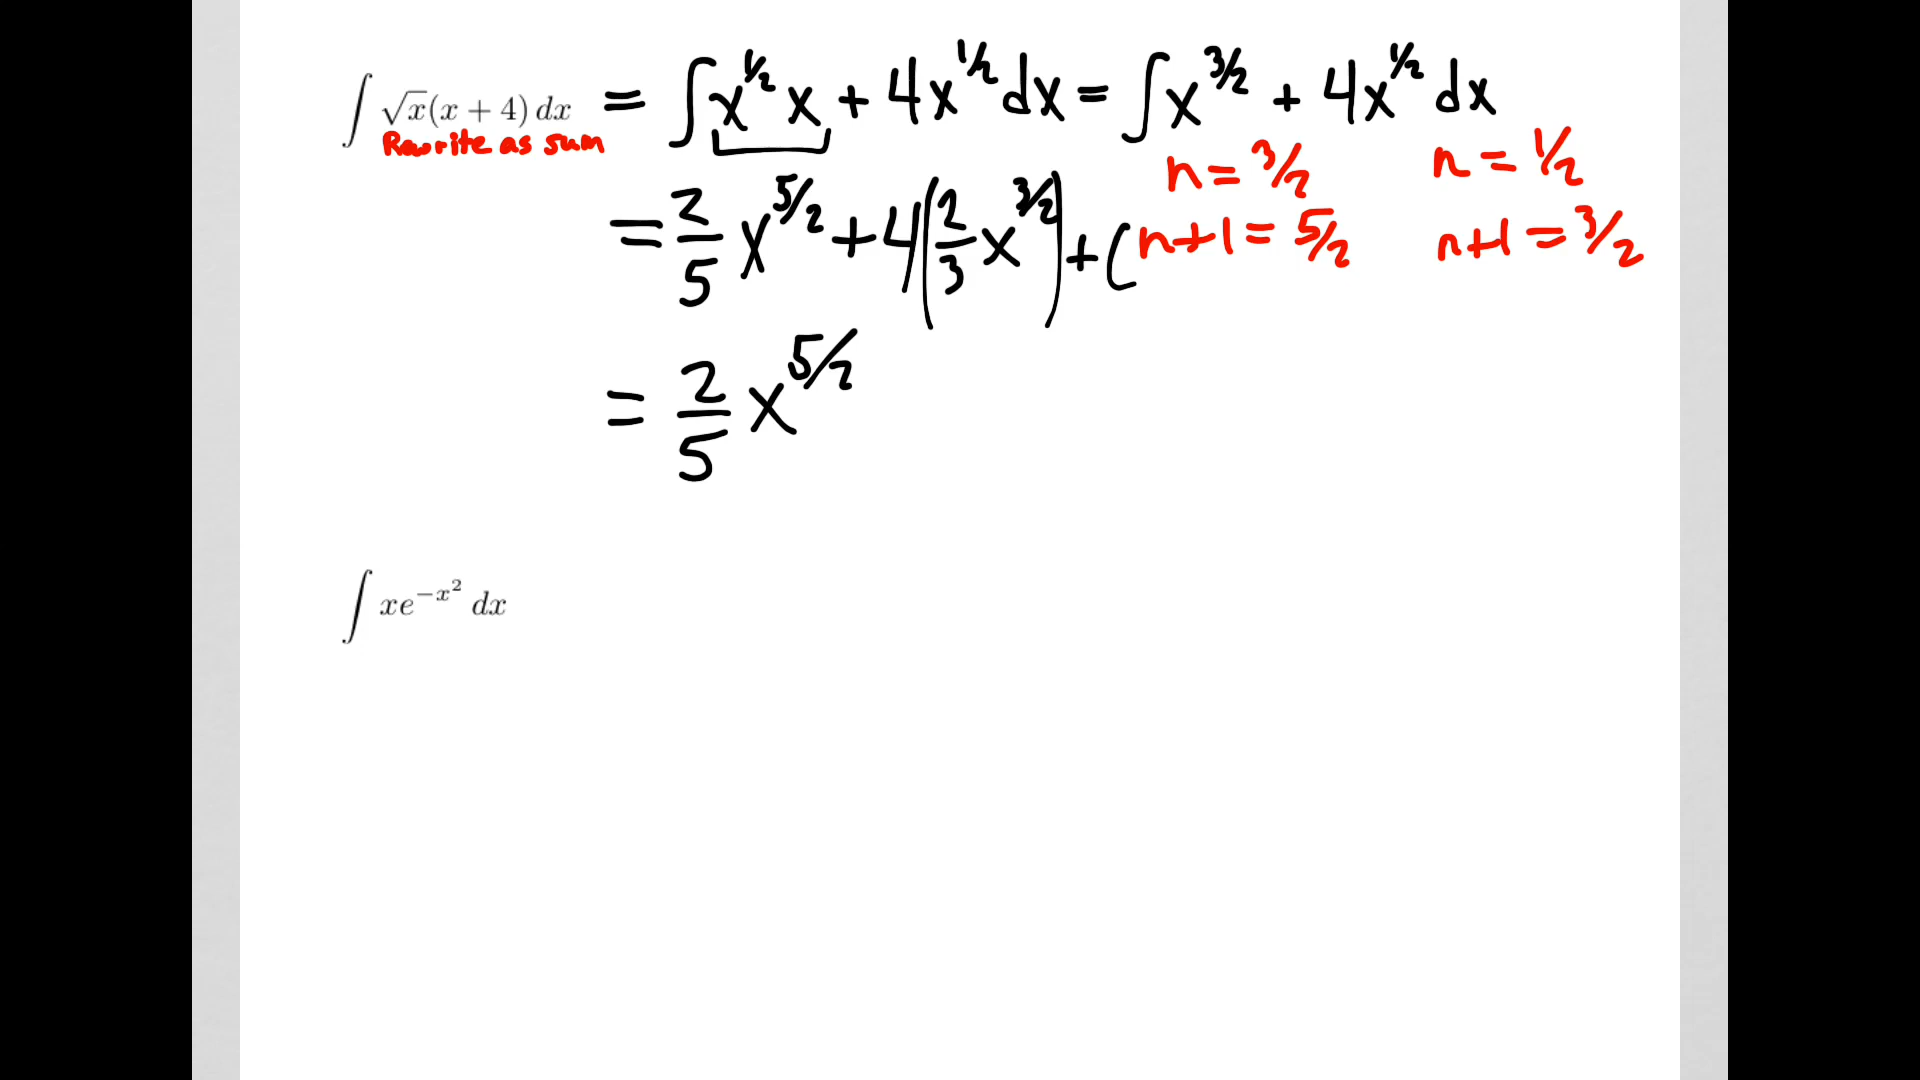 ∫ √x(x + 4) dx = ∫ x^{1/2} x + 4x^{1/2} dx = ∫ x^{3/2} + 4x^{1/2} dx
Rewrite as sum
n = 3/2 n = 1/2
= 2/5 x^{5/2} + 4(2/3 x^{3/2}) + C n+1 = 5/2 n+1 = 3/2
= 2/5 x^{5/2}
∫ xe^{-x^2} dx